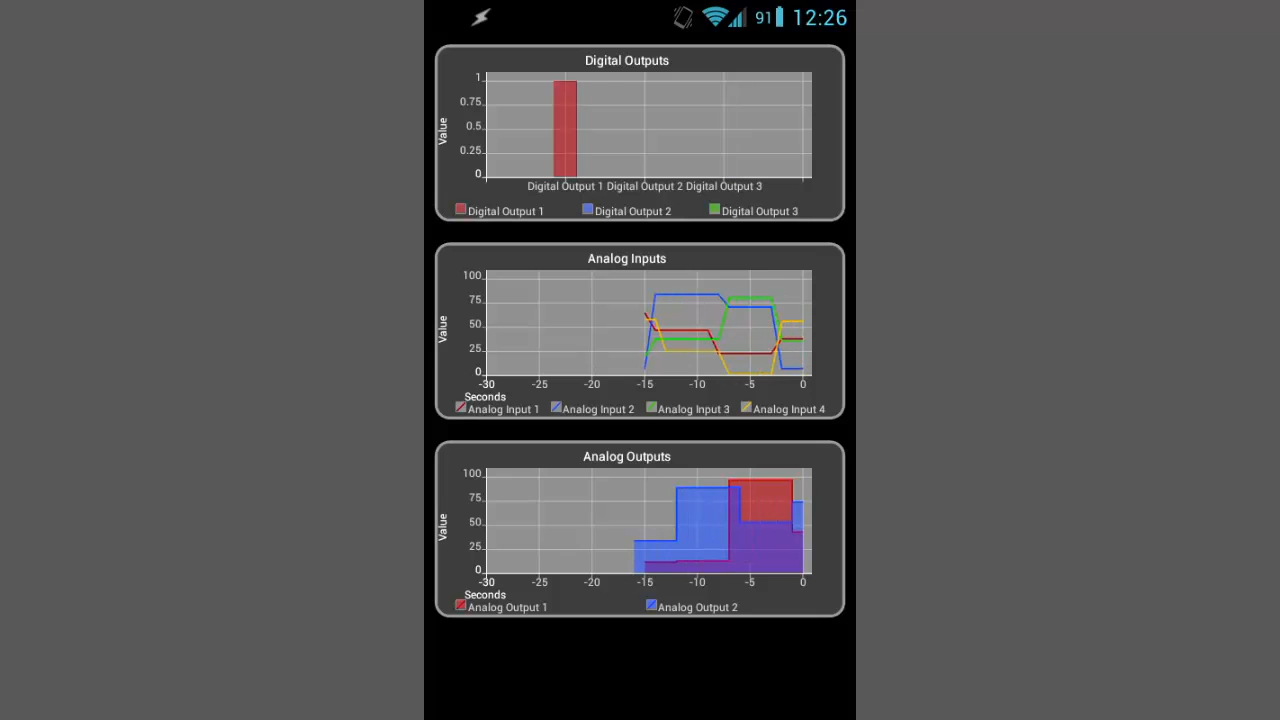 91 12:26
Digital Outputs
1
0.75
0.5
0.25
0
Value
Digital Output 1 Digital Output 2 Digital Output 3
Digital Output 1 Digital Output 2 Digital Output 3
Analog Inputs
100
75
50
25
0
Value
-30 -25 -20 -15 -10 -5 0
Seconds
Analog Input 1 Analog Input 2 Analog Input 3 Analog Input 4
Analog Outputs
100
75
50
25
0
Value
-30 -25 -20 -15 -10 -5 0
Seconds
Analog Output 1 Analog Output 2